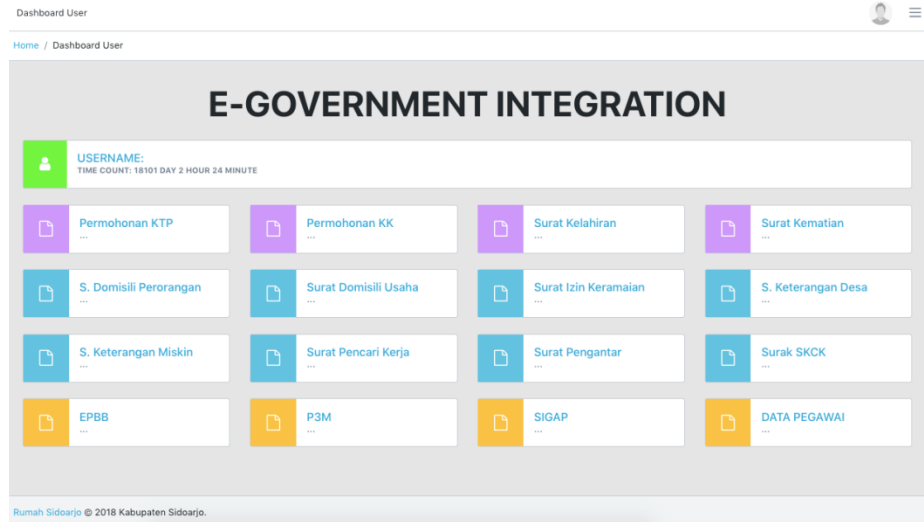 Dashboard User
Home / Dashboard User
E-GOVERNMENT INTEGRATION
USERNAME:
TIME COUNT: 18101 DAY 2 HOUR 24 MINUTE
Permohonan KTP
...
Permohonan KK
...
Surat Kelahiran
...
Surat Kematian
...
S. Domisili Perorangan
...
Surat Domisili Usaha
...
Surat Izin Keramaian
...
S. Keterangan Desa
...
S. Keterangan Miskin
...
Surat Pencari Kerja
...
Surat Pengantar
...
Surak SKCK
...
EPBB
...
P3M
...
SIGAP
...
DATA PEGAWAI
...
Rumah Sidoarjo © 2018 Kabupaten Sidoarjo.